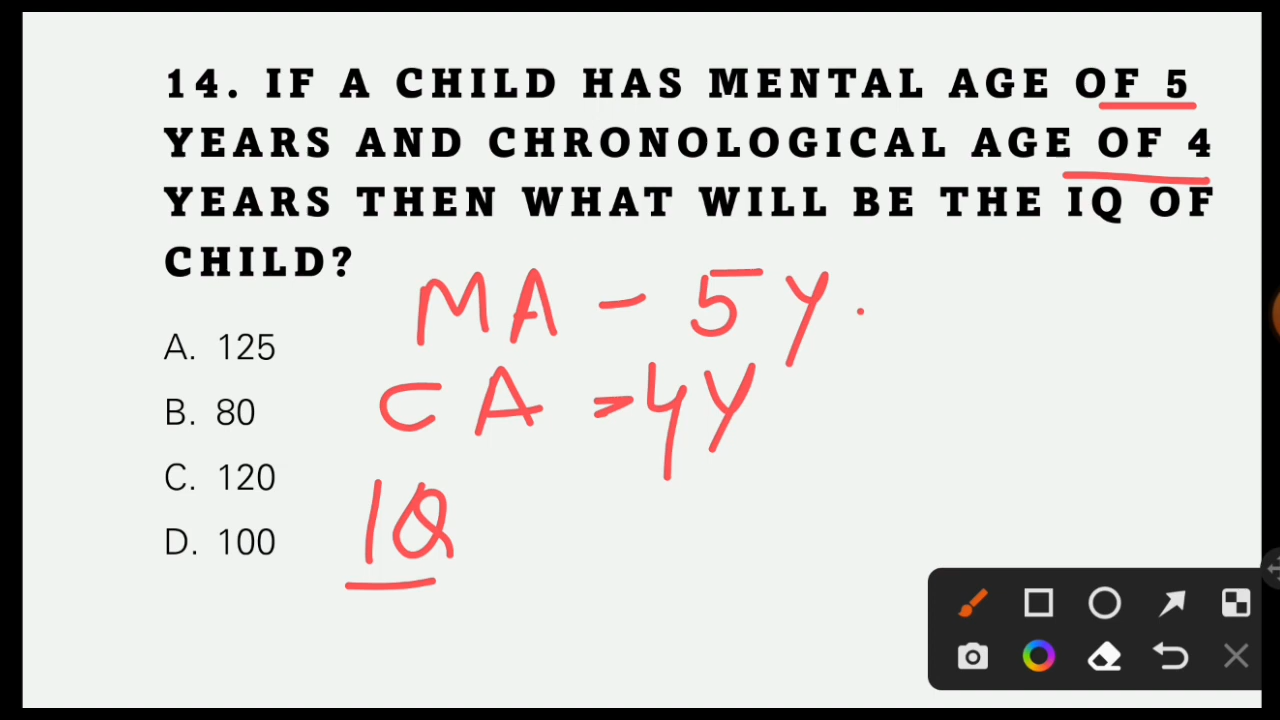 14. IF A CHILD HAS MENTAL AGE OF 5
YEARS AND CHRONOLOGICAL AGE OF 4
YEARS THEN WHAT WILL BE THE IQ OF
CHILD?
MA - 5 Y.
A. 125
CA = 4Y
B. 80
C. 120
IQ
D. 100